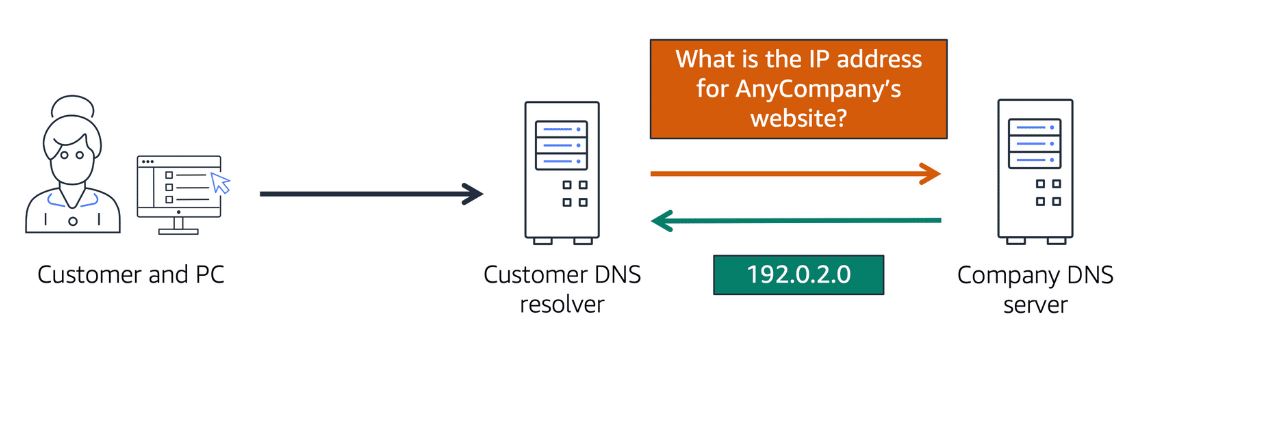 What is the IP address
for AnyCompany's
website?
192.0.2.0
Customer and PC
Customer DNS
resolver
Company DNS
server